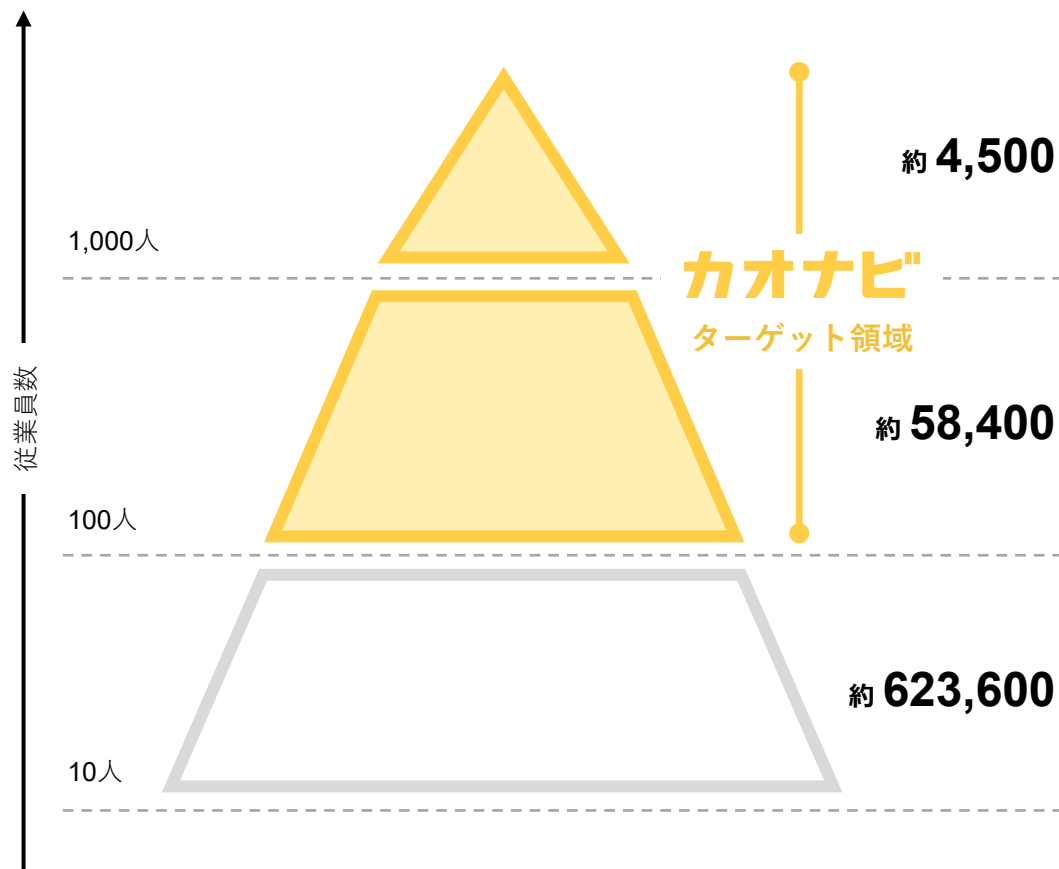 約 4,500
1,000人
カオナビ
ターゲット領域
従業員数
約 58,400
100人
約 623,600
10人